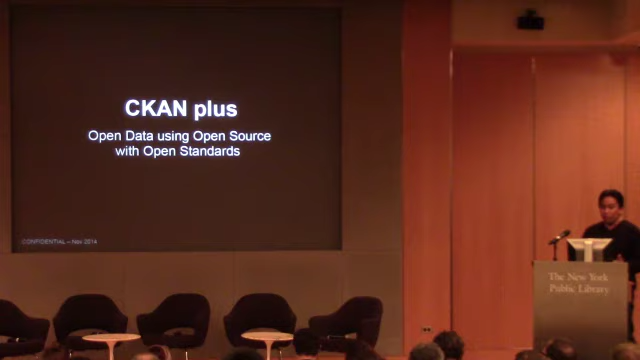 CKAN plus
Open Data using Open Source
with Open Standards
CONFIDENTIAL – Nov 2014
The New York
Public Library